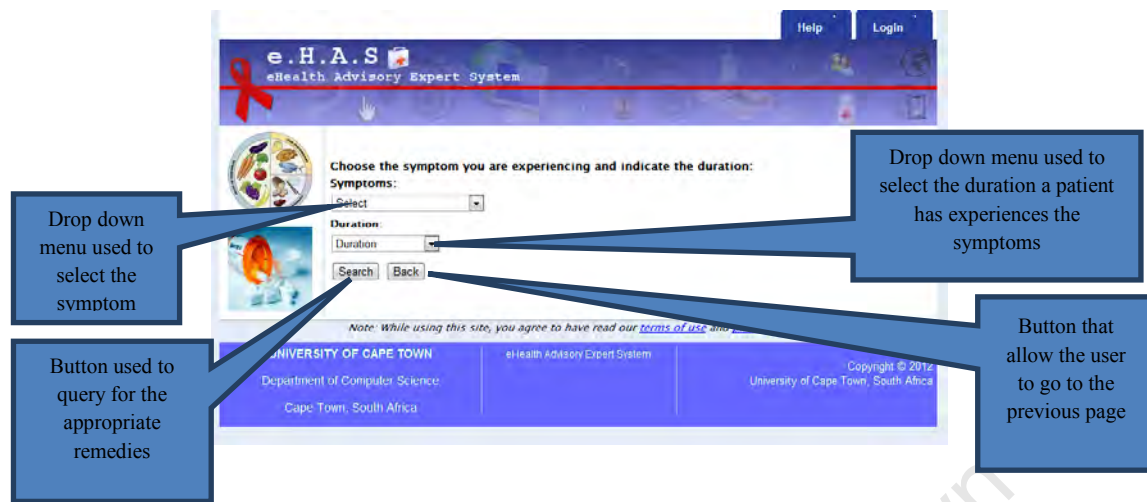 Help Login
e.H.A.S
eHealth Advisory Expert System
Choose the symptom you are experiencing and indicate the duration:
Symptoms:
Select
Duration:
Duration
Search Back
Drop down
menu used to
select the
symptom
Drop down menu used to
select the duration a patient
has experiences the
symptoms
Button used to
query for the
appropriate
remedies
Button that
allow the user
to go to the
previous page
Note: While using this site, you agree to have read our terms of use and
UNIVERSITY OF CAPE TOWN
Department of Computer Science
Cape Town, South Africa
eHealth Advisory Expert System
Copyright © 2012
University of Cape Town, South Africa